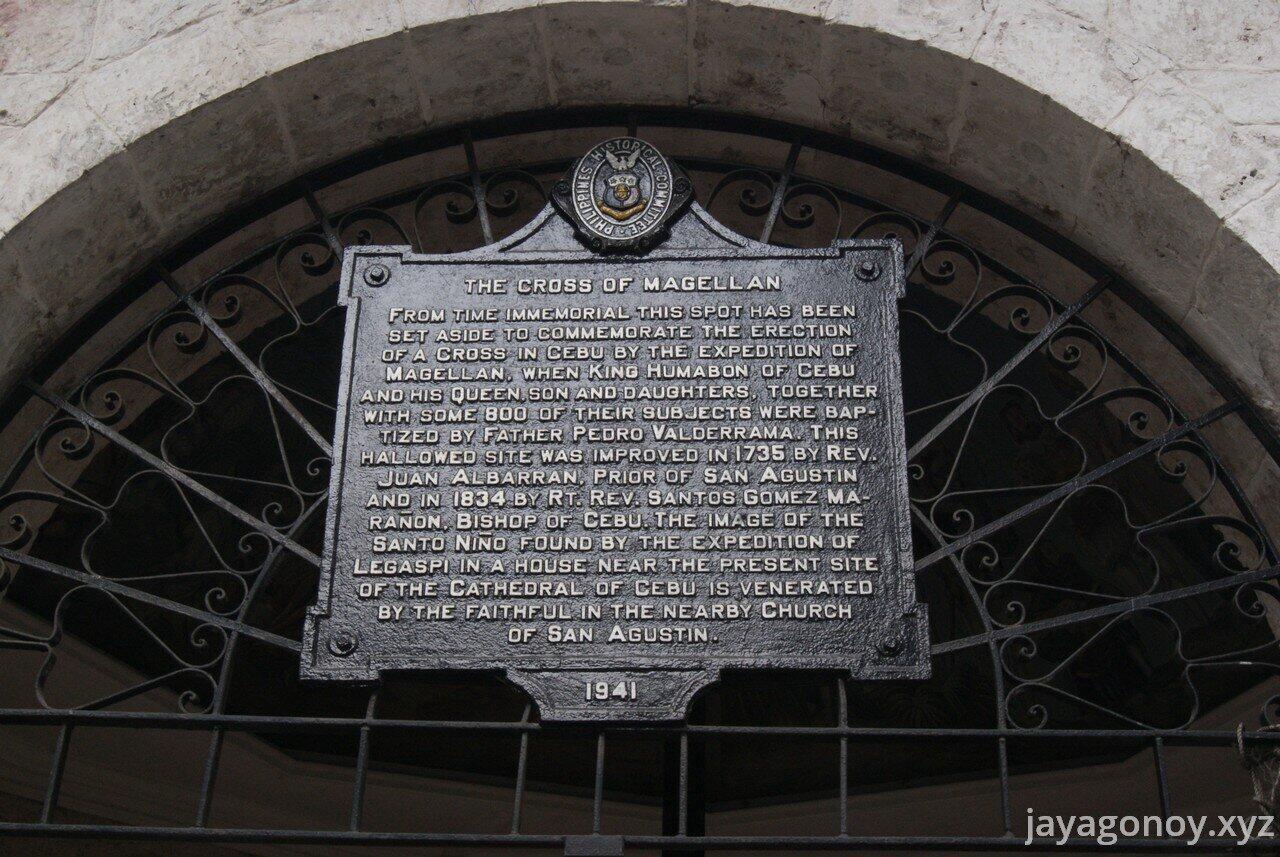 PHILIPPINES HISTORICAL COMMITTEE
THE CROSS OF MAGELLAN
FROM TIME IMMEMORIAL THIS SPOT HAS BEEN
SET ASIDE TO COMMEMORATE THE ERECTION
OF A CROSS IN CEBU BY THE EXPEDITION OF
MAGELLAN, WHEN KING HUMABON OF CEBU
AND HIS QUEEN, SON AND DAUGHTERS, TOGETHER
WITH SOME 800 OF THEIR SUBJECTS WERE BAP-
TIZED BY FATHER PEDRO VALDERRAMA. THIS
HALLOWED SITE WAS IMPROVED IN 1735 BY REV.
JUAN ALBARRAN, PRIOR OF SAN AGUSTIN
AND IN 1834 BY RT. REV. SANTOS GOMEZ MA-
RANON, BISHOP OF CEBU. THE IMAGE OF THE
SANTO NIÑO FOUND BY THE EXPEDITION OF
LEGASPI IN A HOUSE NEAR THE PRESENT SITE
OF THE CATHEDRAL OF CEBU IS VENERATED
BY THE FAITHFUL IN THE NEARBY CHURCH
OF SAN AGUSTIN.
1941
jayagonoy.xyz